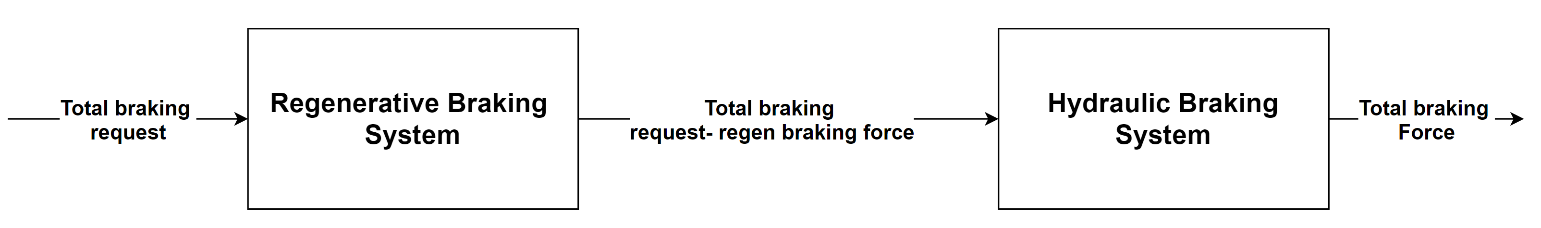 Total braking
request
Regenerative Braking
System
Total braking
request- regen braking force
Hydraulic Braking
System
Total braking
Force